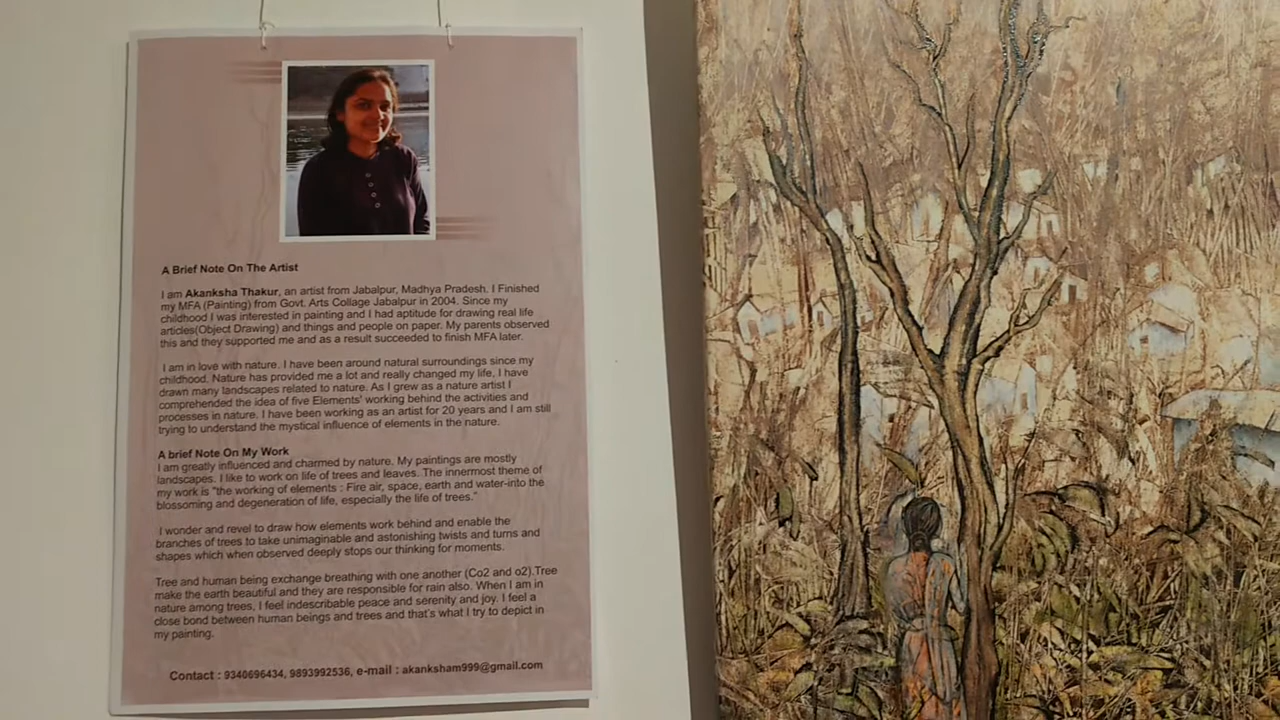 A Brief Note On The Artist
I am Akanksha Thakur, an artist from Jabalpur, Madhya Pradesh. I Finished
my MFA (Painting) from Govt. Arts Collage Jabalpur in 2004. Since my
childhood I was interested in painting and I had aptitude for drawing real life
articles(Object Drawing) and things and people on paper. My parents observed
this and they supported me and as a result succeeded to finish MFA later.
I am in love with nature. I have been around natural surroundings since my
childhood. Nature has provided me a lot and really changed my life. I have
drawn many landscapes related to nature. As I grew as a nature artist I
comprehended the idea of five Elements' working behind the activities and
processes in nature. I have been working as an artist for 20 years and I am still
trying to understand the mystical influence of elements in the nature.
A brief Note On My Work
I am greatly influenced and charmed by nature. My paintings are mostly
landscapes. I like to work on life of trees and leaves. The innermost theme of
my work is "the working of elements : Fire air, space, earth and water-into the
blossoming and degeneration of life, especially the life of trees."
I wonder and revel to draw how elements work behind and enable the
branches of trees to take unimaginable and astonishing twists and turns and
shapes which when observed deeply stops our thinking for moments.
Tree and human being exchange breathing with one another (Co2 and o2).Tree
make the earth beautiful and they are responsible for rain also. When I am in
nature among trees, I feel indescribable peace and serenity and joy. I feel a
close bond between human beings and trees and that's what I try to depict in
my painting.
Contact : 9340696434, 9893992536, e-mail : akanksham999@gmail.com